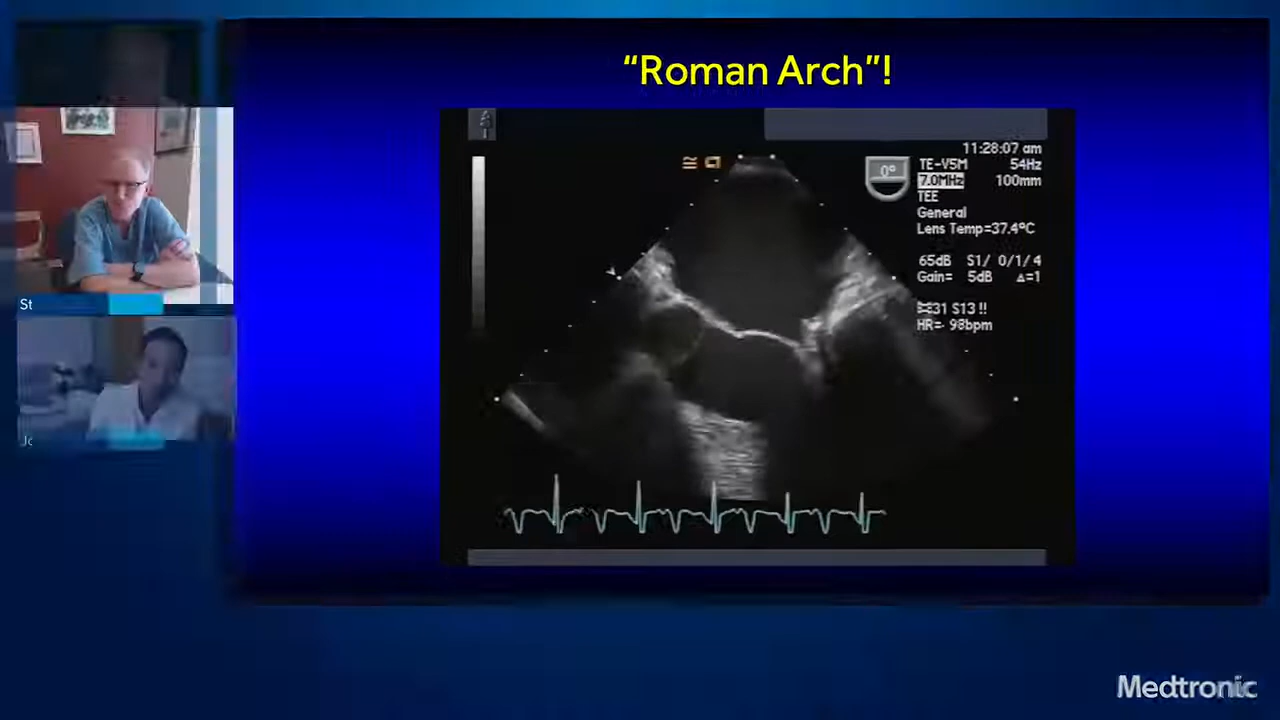 “Roman Arch”!
11:28:07 am
TE-V5M 54Hz
7.0MHz 100mm
TEE
0°
General
Lens Temp=37.4°C
65dB S1/ 0/1/4
Gain= 5dB △=1
HR= 98bpm
St
Jc
Medtronic